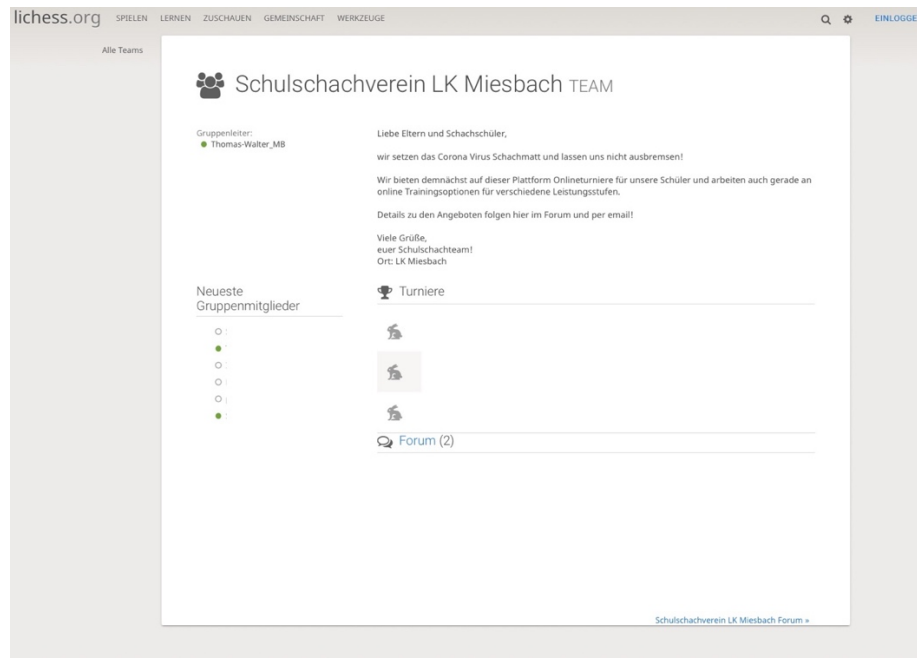 lichess.org SPIELEN LERNEN ZUSCHAUEN GEMEINSCHAFT WERKZEUGE EINLOGGE
Alle Teams
Schulschachverein LK Miesbach TEAM
Gruppenleiter:
Thomas-Walter_MB
Liebe Eltern und Schachschüler,
wir setzen das Corona Virus Schachmatt und lassen uns nicht ausbremsen!
Wir bieten demnächst auf dieser Plattform Onlineturniere für unsere Schüler und arbeiten auch gerade an
online Trainingsoptionen für verschiedene Leistungsstufen.
Details zu den Angeboten folgen hier im Forum und per email!
Viele Grüße,
euer Schulschachteam!
Ort: LK Miesbach
Neueste
Gruppenmitglieder
Turniere
Forum (2)
Schulschachverein LK Miesbach Forum »